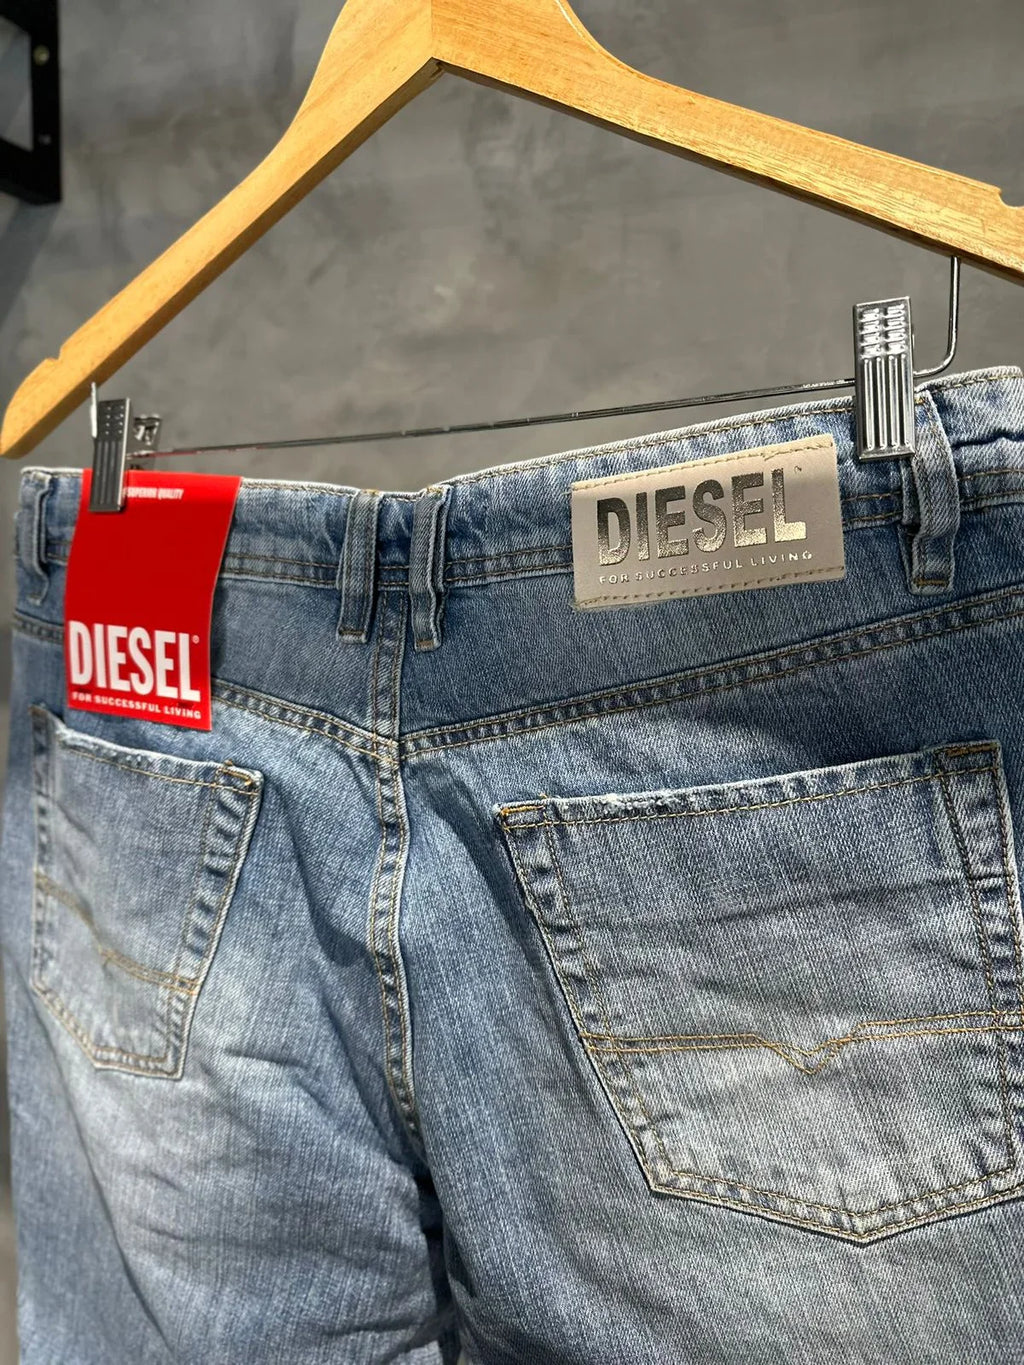 SUPERIOR QUALITY
DIESEL®
FOR SUCCESSFUL LIVING
DIESEL
FOR SUCCESSFUL LIVING